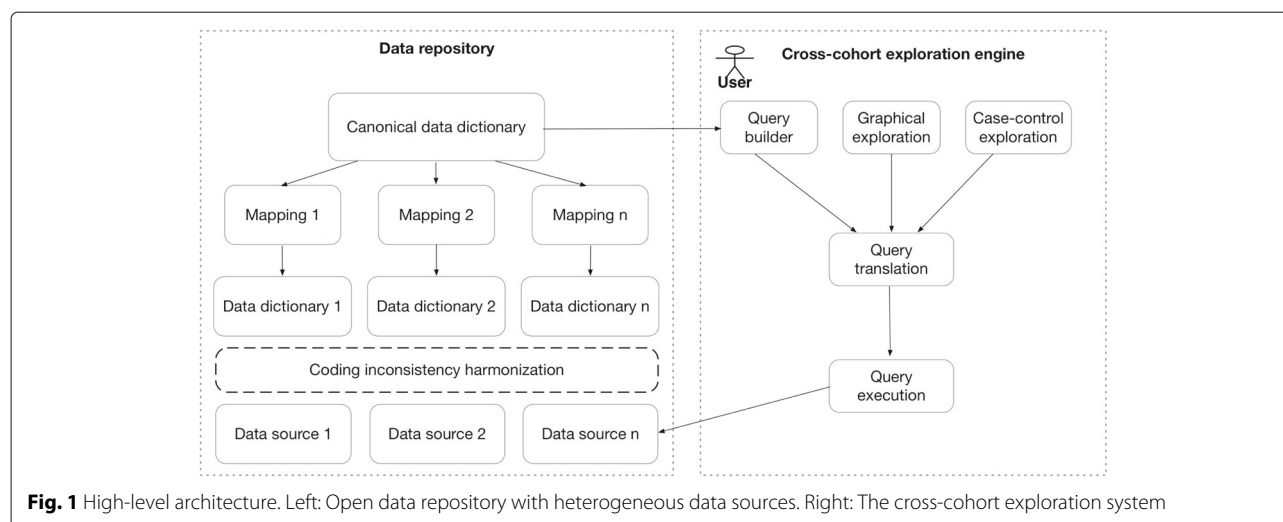 Data repository
Canonical data dictionary
Mapping 1
Mapping 2
Mapping n
Data dictionary 1
Data dictionary 2
Data dictionary n
Coding inconsistency harmonization
Data source 1
Data source 2
Data source n
Cross-cohort exploration engine
User
Query
builder
Graphical
exploration
Case-control
exploration
Query
translation
Query
execution
Fig. 1 High-level architecture. Left: Open data repository with heterogeneous data sources. Right: The cross-cohort exploration system